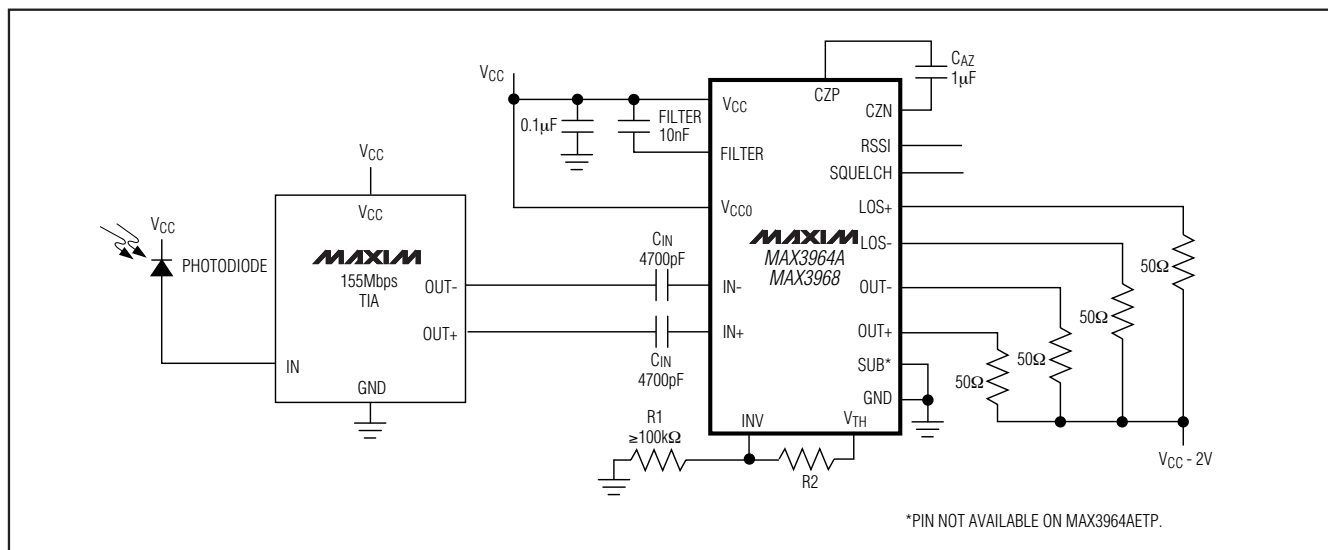 VCC
0.1μF
FILTER
10nF
VCC
FILTER
VCCO
CZP
CAZ
1μF
CZN
RSSI
SQUELCH
LOS+
LOS-
OUT-
OUT+
SUB*
GND
MAXIM
MAX3964A
MAX3968
IN-
IN+
INV
VTH
VCC
VCC
MAXIM
155Mbps
TIA
OUT-
OUT+
IN
GND
VCC
PHOTODIODE
CIN
4700pF
CIN
4700pF
R1
≥100kΩ
R2
50Ω
50Ω
50Ω
50Ω
VCC - 2V
*PIN NOT AVAILABLE ON MAX3964AETP.